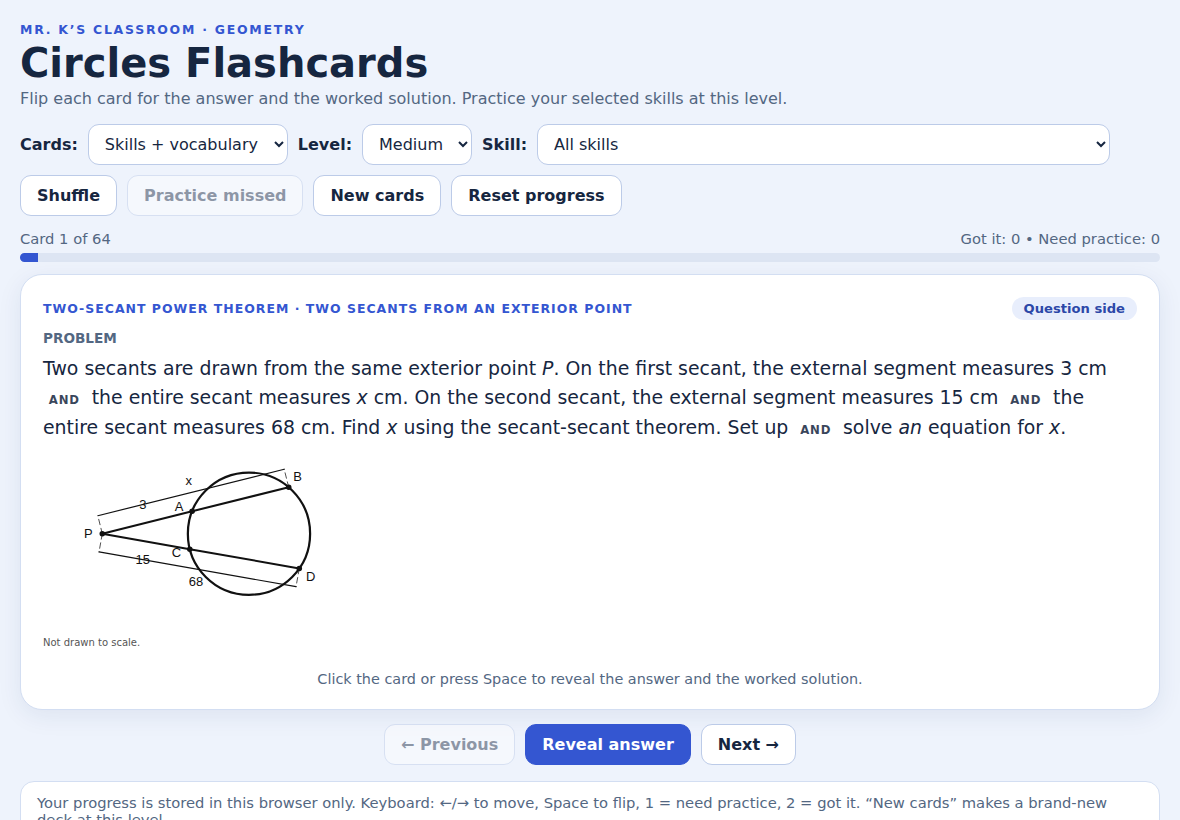 MR. K’S CLASSROOM · GEOMETRY
Circles Flashcards
Flip each card for the answer and the worked solution. Practice your selected skills at this level.
Cards: Skills + vocabulary Level: Medium Skill: All skills
Shuffle Practice missed New cards Reset progress
Card 1 of 64 Got it: 0 • Need practice: 0
TWO-SECANT POWER THEOREM · TWO SECANTS FROM AN EXTERIOR POINT Question side
PROBLEM
Two secants are drawn from the same exterior point P. On the first secant, the external segment measures 3 cm
AND the entire secant measures x cm. On the second secant, the external segment measures 15 cm AND the
entire secant measures 68 cm. Find x using the secant-secant theorem. Set up AND solve an equation for x.
x B
3 A
P
15 C
68 D
Not drawn to scale.
Click the card or press Space to reveal the answer and the worked solution.
← Previous Reveal answer Next →
Your progress is stored in this browser only. Keyboard: ←/→ to move, Space to flip, 1 = need practice, 2 = got it. “New cards” makes a brand-new
deck at this level.